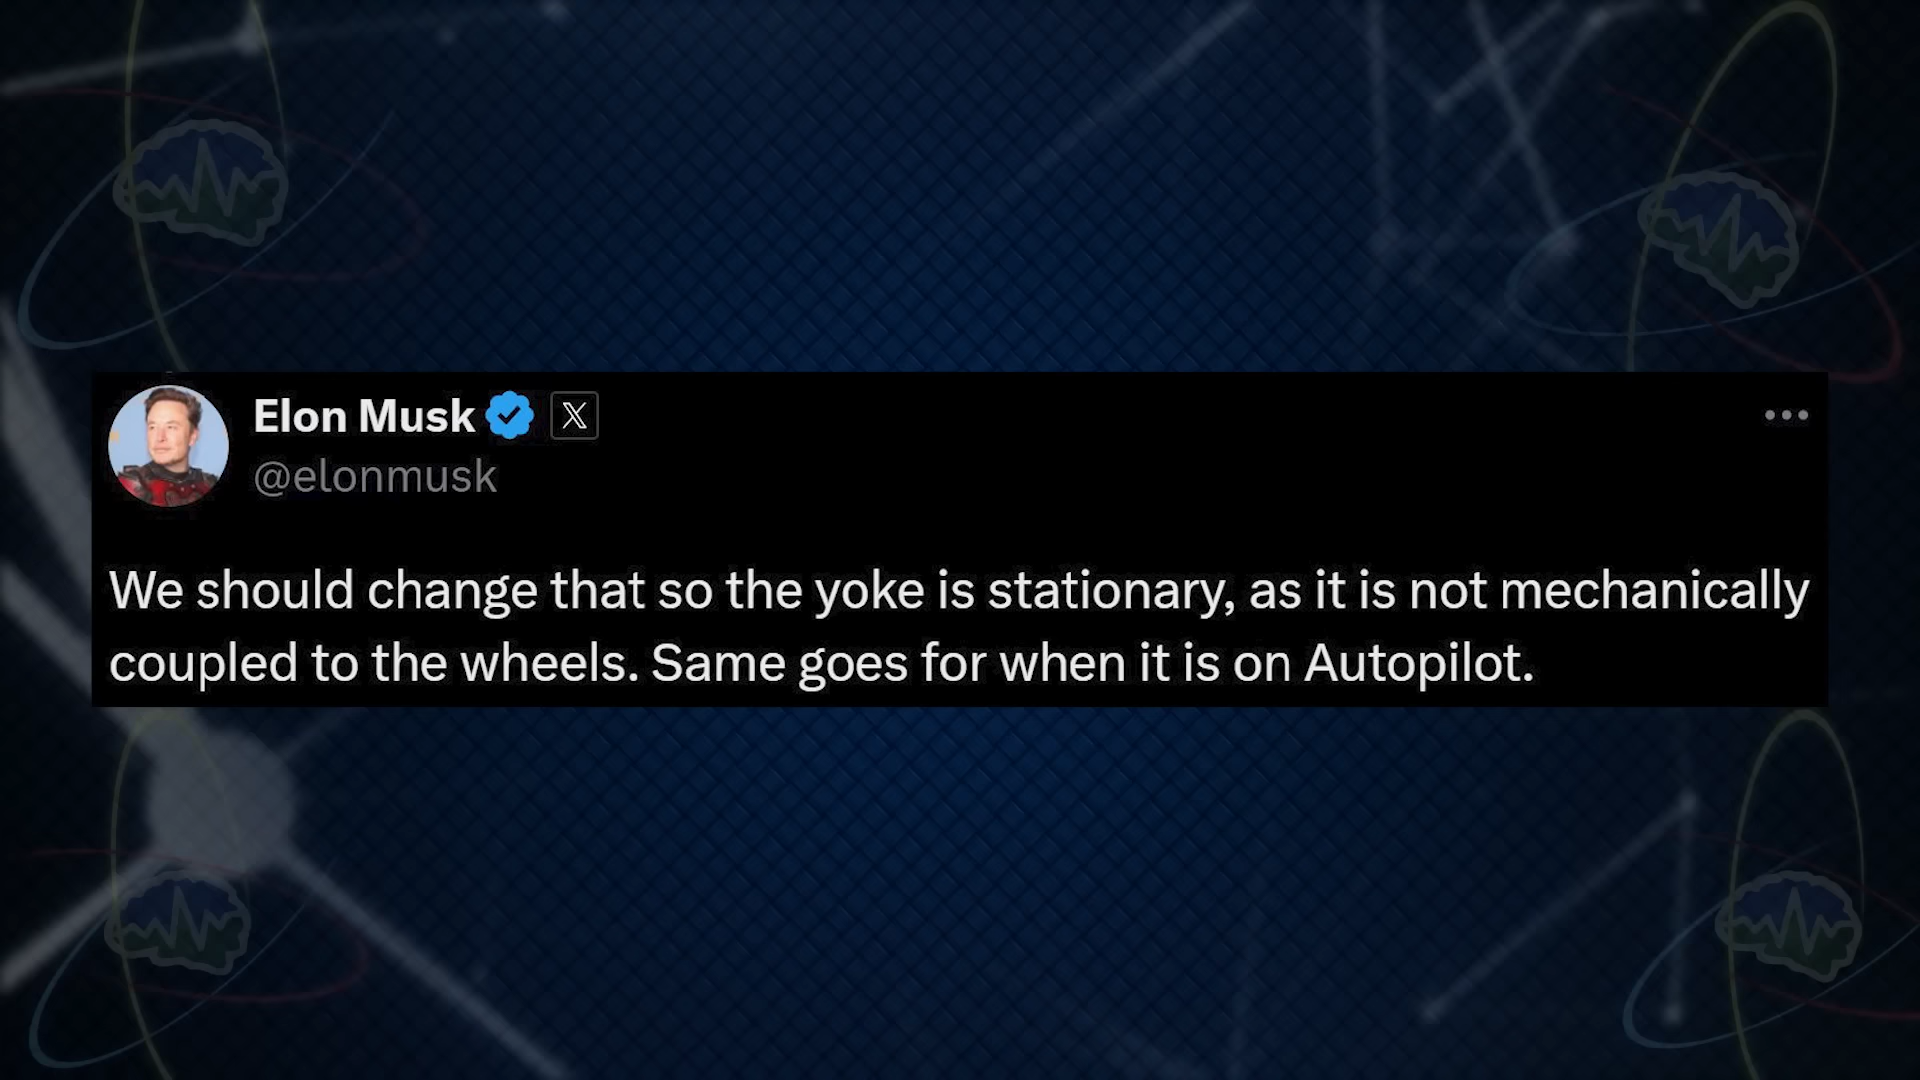 Elon Musk
@elonmusk
We should change that so the yoke is stationary, as it is not mechanically
coupled to the wheels. Same goes for when it is on Autopilot.